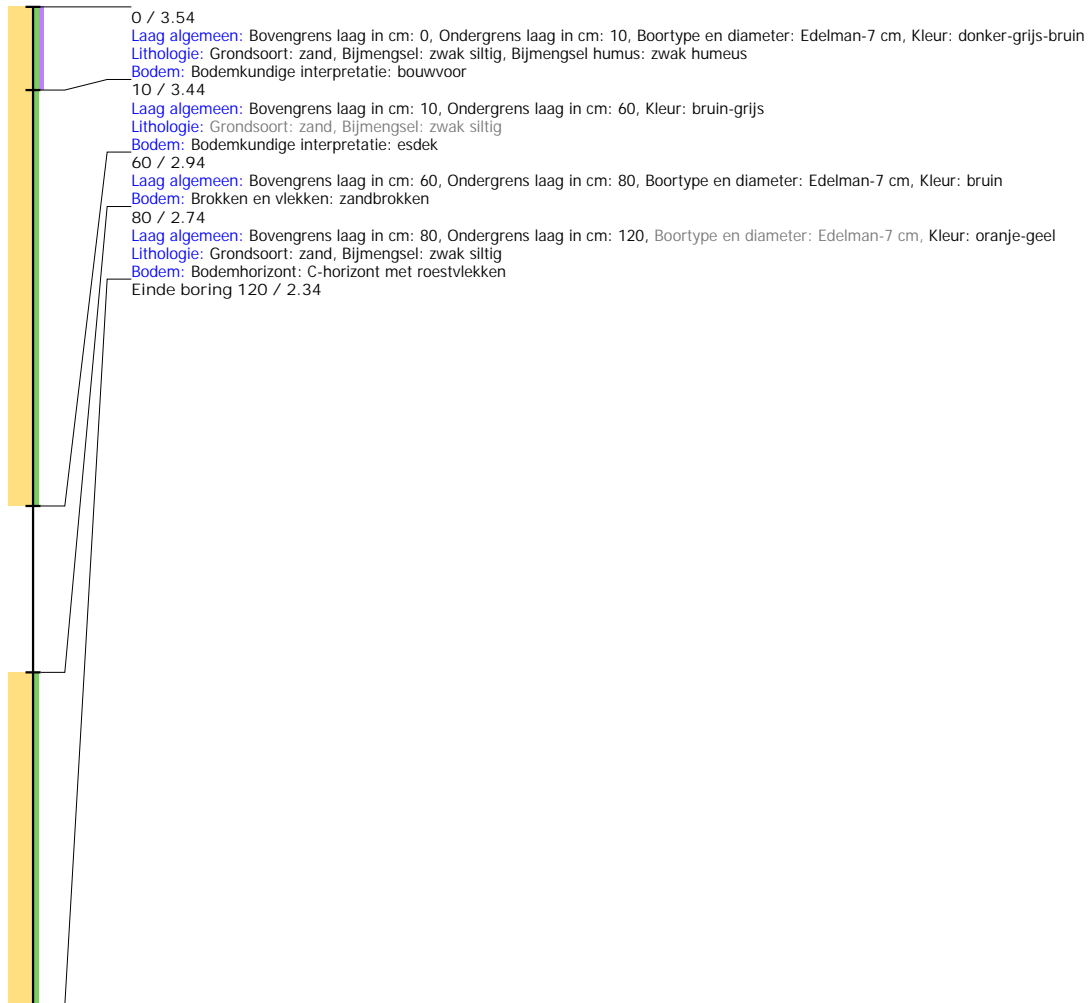 0 / 3.54
Laag algemeen: Bovengrens laag in cm: 0, Ondergrens laag in cm: 10, Boortype en diameter: Edelman-7 cm, Kleur: donker-grijs-bruin
Lithologie: Grondsoort: zand, Bijmengsel: zwak siltig, Bijmengsel humus: zwak humeus
Bodem: Bodemkundige interpretatie: bouwvoor
10 / 3.44
Laag algemeen: Bovengrens laag in cm: 10, Ondergrens laag in cm: 60, Kleur: bruin-grijs
Lithologie: Grondsoort: zand, Bijmengsel: zwak siltig
Bodem: Bodemkundige interpretatie: esdek
60 / 2.94
Laag algemeen: Bovengrens laag in cm: 60, Ondergrens laag in cm: 80, Boortype en diameter: Edelman-7 cm, Kleur: bruin
Bodem: Brokken en vlekken: zandbrokken
80 / 2.74
Laag algemeen: Bovengrens laag in cm: 80, Ondergrens laag in cm: 120, Boortype en diameter: Edelman-7 cm, Kleur: oranje-geel
Lithologie: Grondsoort: zand, Bijmengsel: zwak siltig
Bodem: Bodemhorizont: C-horizont met roestvlekken
Einde boring 120 / 2.34